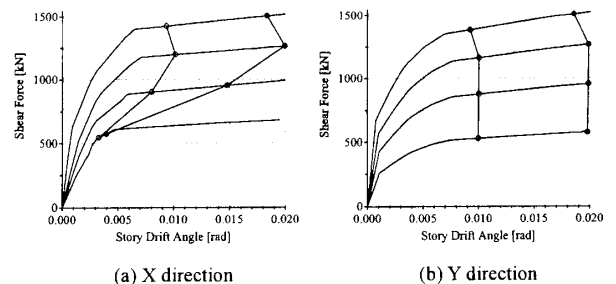 1500
1000
500
0
Shear Force [kN]
0.000 0.005 0.010 0.015 0.020
Story Drift Angle [rad]
(a) X direction
1500
1000
500
0
Shear Force [kN]
0.000 0.005 0.010 0.015 0.020
Story Drift Angle [rad]
(b) Y direction